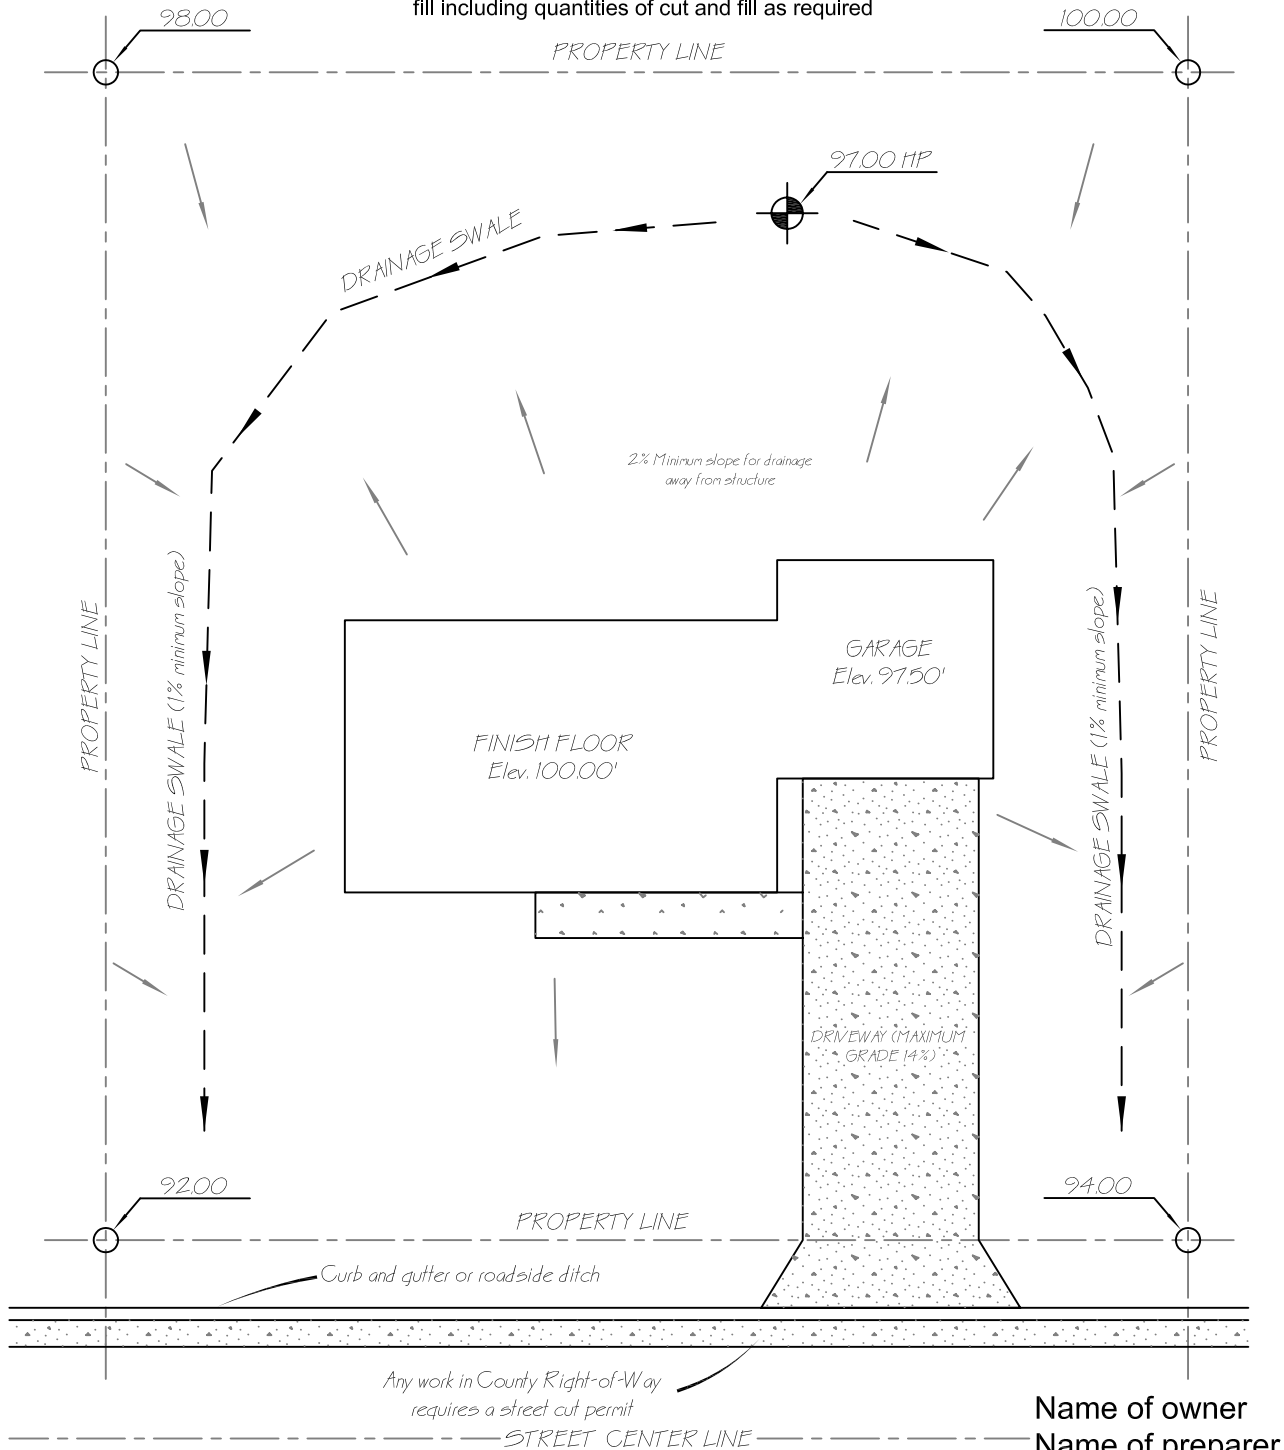 fill including quantities of cut and fill as required
98.00
100.00
PROPERTY LINE
97.00 HP
DRAINAGE SWALE
2% Minimum slope for drainage
away from structure
PROPERTY LINE
DRAINAGE SWALE (1% minimum slope)
GARAGE
Elev. 97.50'
FINISH FLOOR
Elev. 100.00'
DRAINAGE SWALE (1% minimum slope)
PROPERTY LINE
DRIVEWAY (MAXIMUM
GRADE 14%)
92.00
94.00
PROPERTY LINE
Curb and gutter or roadside ditch
Any work in County Right-of-Way
requires a street cut permit
STREET CENTER LINE
Name of owner
Name of preparer